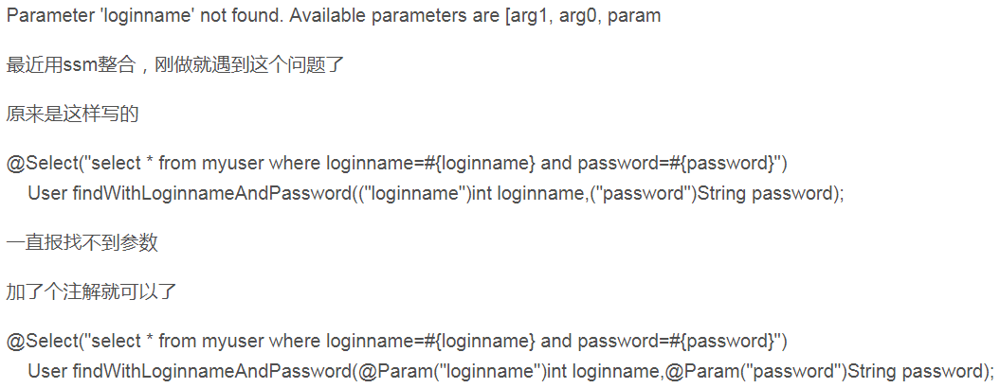 Parameter 'loginname' not found. Available parameters are [arg1, arg0, param
最近用ssm整合，刚做就遇到这个问题了
原来是这样写的
@Select("select * from myuser where loginname=#{loginname} and password=#{password}")
User findWithLoginnameAndPassword(("loginname")int loginname,("password")String password);
一直报找不到参数
加了个注解就可以了
@Select("select * from myuser where loginname=#{loginname} and password=#{password}")
User findWithLoginnameAndPassword(@Param("loginname")int loginname,@Param("password")String password);